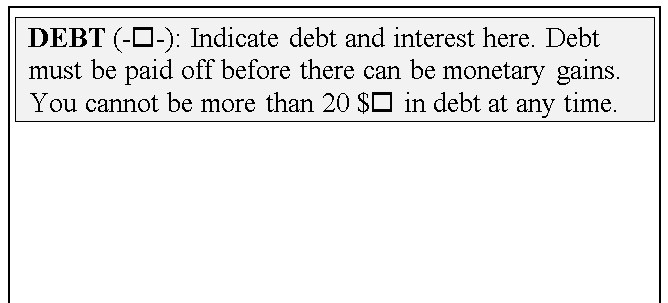 DEBT (-□-): Indicate debt and interest here. Debt
must be paid off before there can be monetary gains.
You cannot be more than 20 $□ in debt at any time.